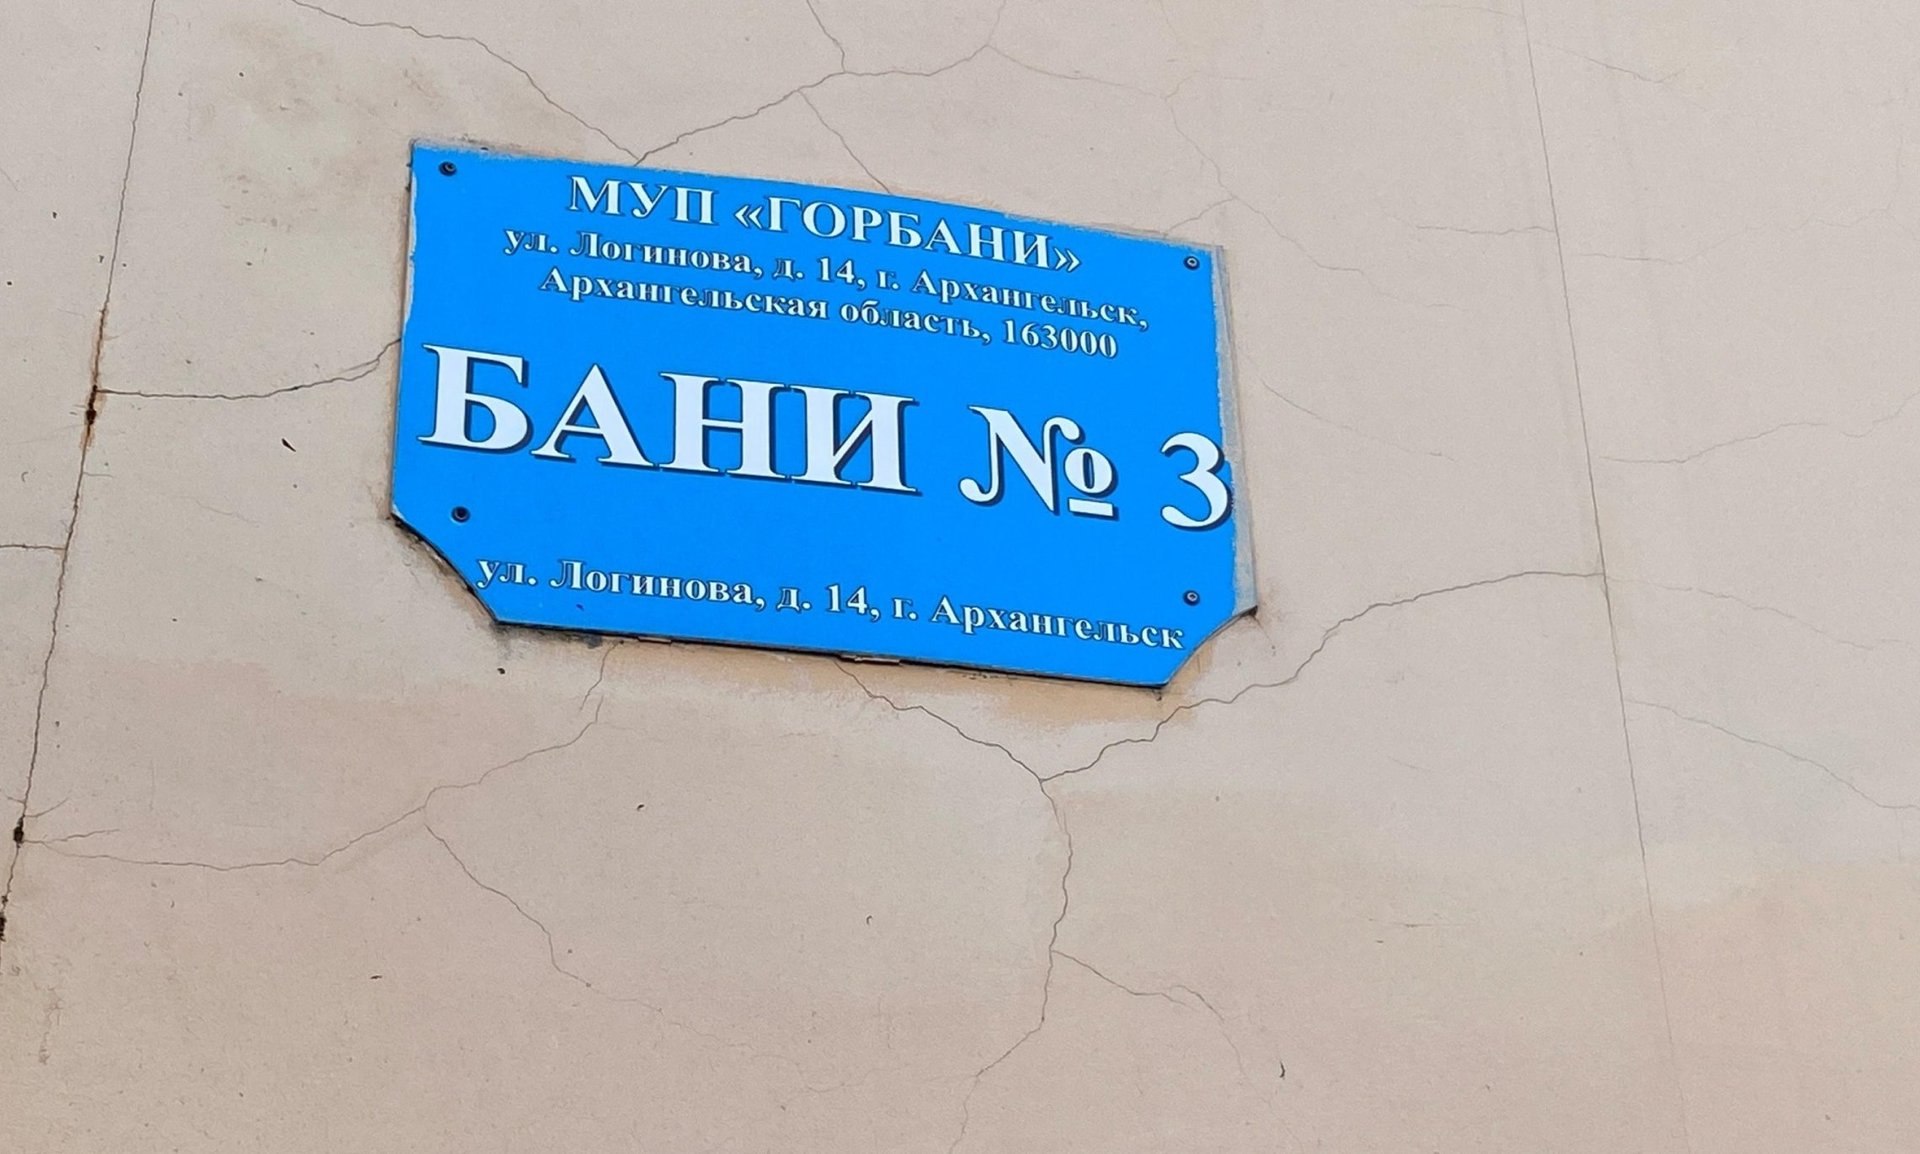 МУП «ГОРБАНИ»
ул. Логинова, д. 14, г. Архангельск,
Архангельская область, 163000
БАНИ № 3
ул. Логинова, д. 14, г. Архангельск